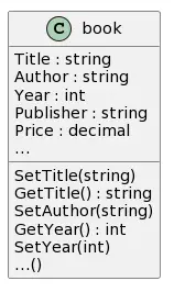 C book
Title : string
Author : string
Year : int
Publisher : string
Price : decimal
...
SetTitle(string)
GetTitle() : string
SetAuthor(string)
GetYear() : int
SetYear(int)
...()